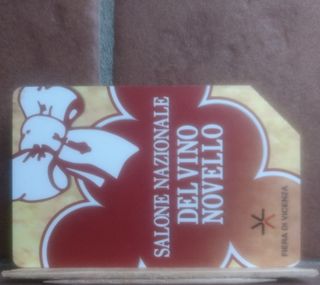 SALONE NAZIONALE
DEL VINO
NOVELLO
FIERA DI VICENZA